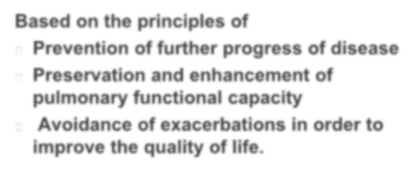 Based on the principles of
Prevention of further progress of disease
Preservation and enhancement of
pulmonary functional capacity
Avoidance of exacerbations in order to
improve the quality of life.